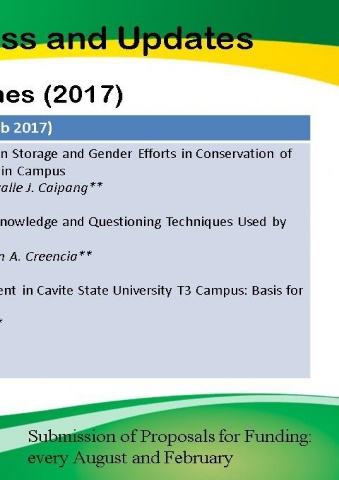 ss and Updates
nes (2017)
b 2017)
n Storage and Gender Efforts in Conservation of
in Campus
alle J. Caipang**
nowledge and Questioning Techniques Used by
n A. Creencia**
ent in Cavite State University T3 Campus: Basis for
*
Submission of Proposals for Funding:
every August and February